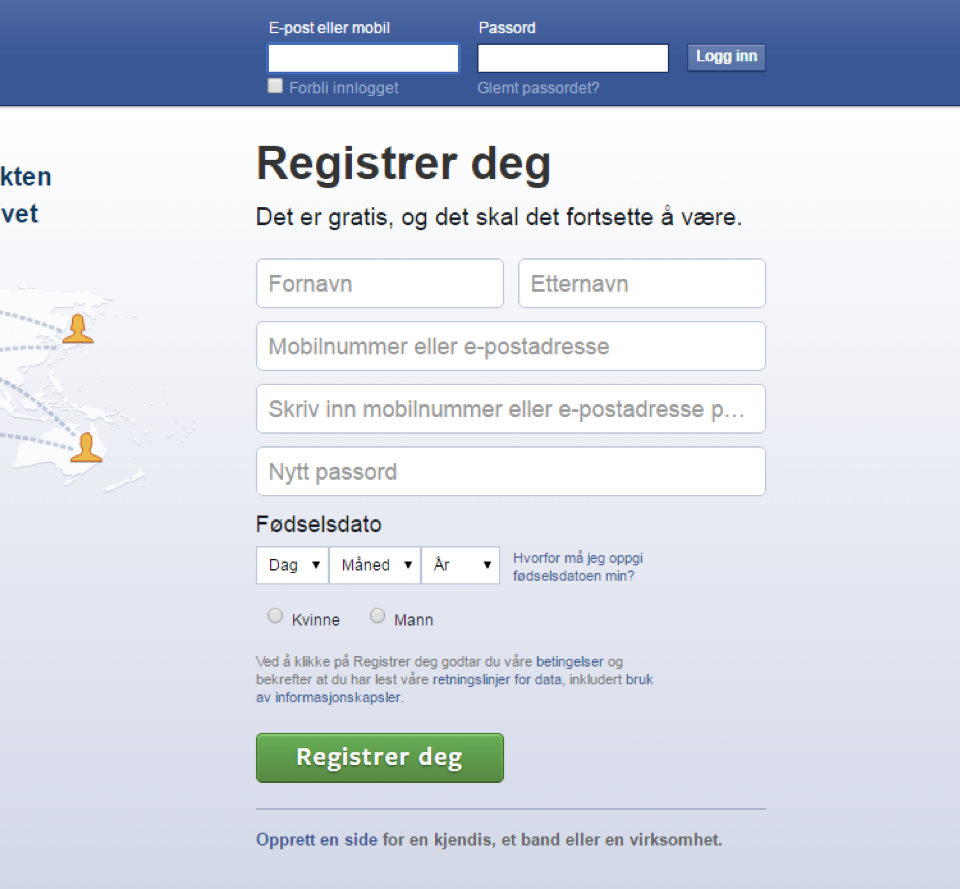 E-post eller mobil Passord
Logg inn
Forbli innlogget Glemt passordet?
kten
vet
Registrer deg
Det er gratis, og det skal det fortsette å være.
Fornavn Etternavn
Mobilnummer eller e-postadresse
Skriv inn mobilnummer eller e-postadresse p...
Nytt passord
Fødselsdato
Dag Måned År
Hvorfor må jeg oppgi
fødselsdatoen min?
Kvinne Mann
Ved å klikke på Registrer deg godtar du våre betingelser og
bekrefter at du har lest våre retningslinjer for data, inkludert bruk
av informasjonskapsler.
Registrer deg
Opprett en side for en kjendis, et band eller en virksomhet.